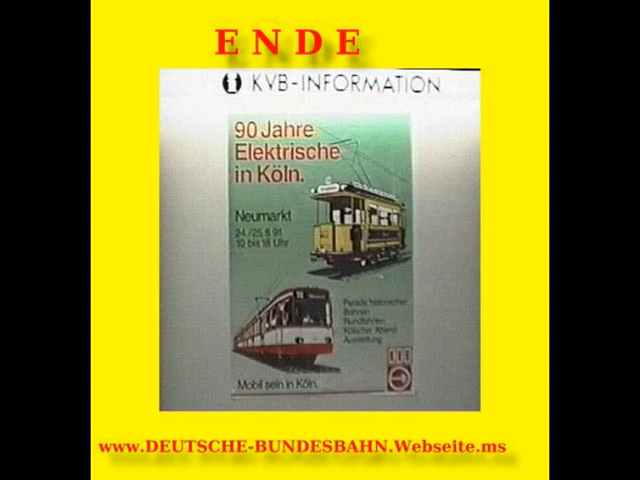 E N D E
KVB-INFORMATION
90 Jahre
Elektrische
in Köln.
Neumarkt
24./25.8.91
10 bis 18 Uhr
Parade historischer
Bahnen
Rundfahrten
Kölscher Abend
Ausstellung
Mobil sein in Köln.
www.DEUTSCHE-BUNDESBAHN.Webseite.ms